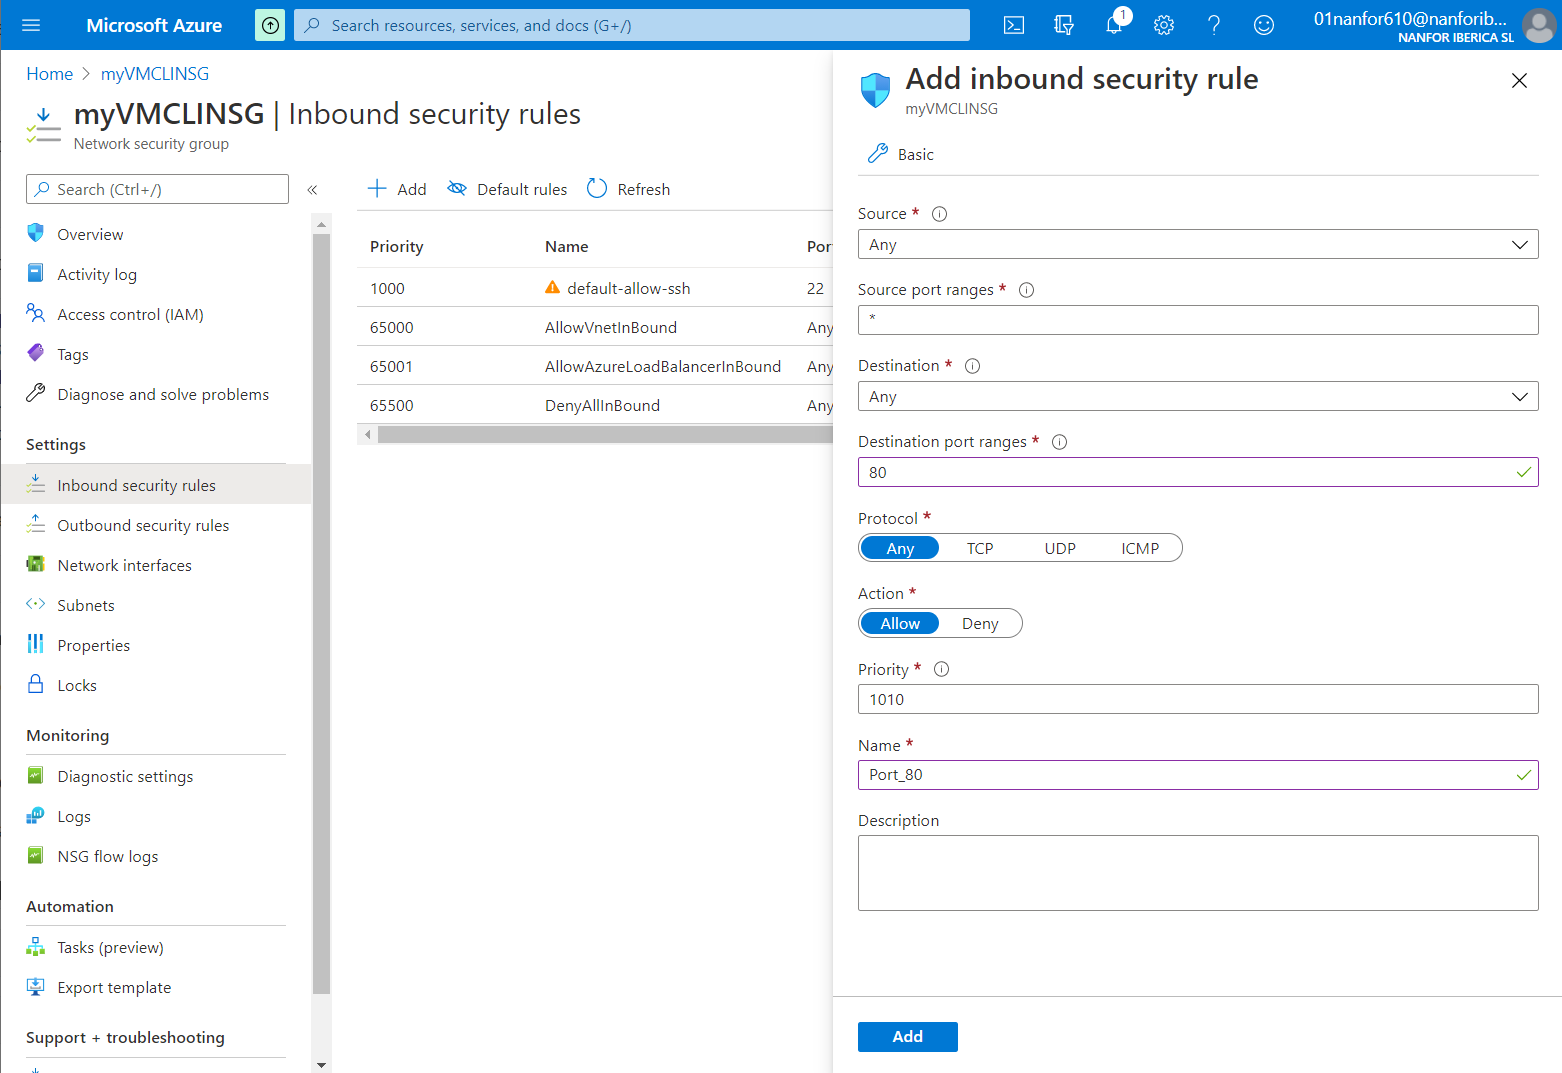 Microsoft Azure
Search resources, services, and docs (G+/)
1
01nanfor610@nanforib...
NANFOR IBERICA SL
Home > myVMCLINSG
myVMCLINSG | Inbound security rules
Network security group
Search (Ctrl+/)
«
Overview
Activity log
Access control (IAM)
Tags
Diagnose and solve problems
Settings
Inbound security rules
Outbound security rules
Network interfaces
Subnets
Properties
Locks
Monitoring
Diagnostic settings
Logs
NSG flow logs
Automation
Tasks (preview)
Export template
Support + troubleshooting
Add Default rules Refresh
Priority Name Por
1000 default-allow-ssh 22
65000 AllowVnetInBound Any
65001 AllowAzureLoadBalancerInBound Any
65500 DenyAllInBound Any
Add inbound security rule
myVMCLINSG
Basic
Source *
Any
Source port ranges *
*
Destination *
Any
Destination port ranges *
80
Protocol *
Any TCP UDP ICMP
Action *
Allow Deny
Priority *
1010
Name *
Port_80
Description
Add